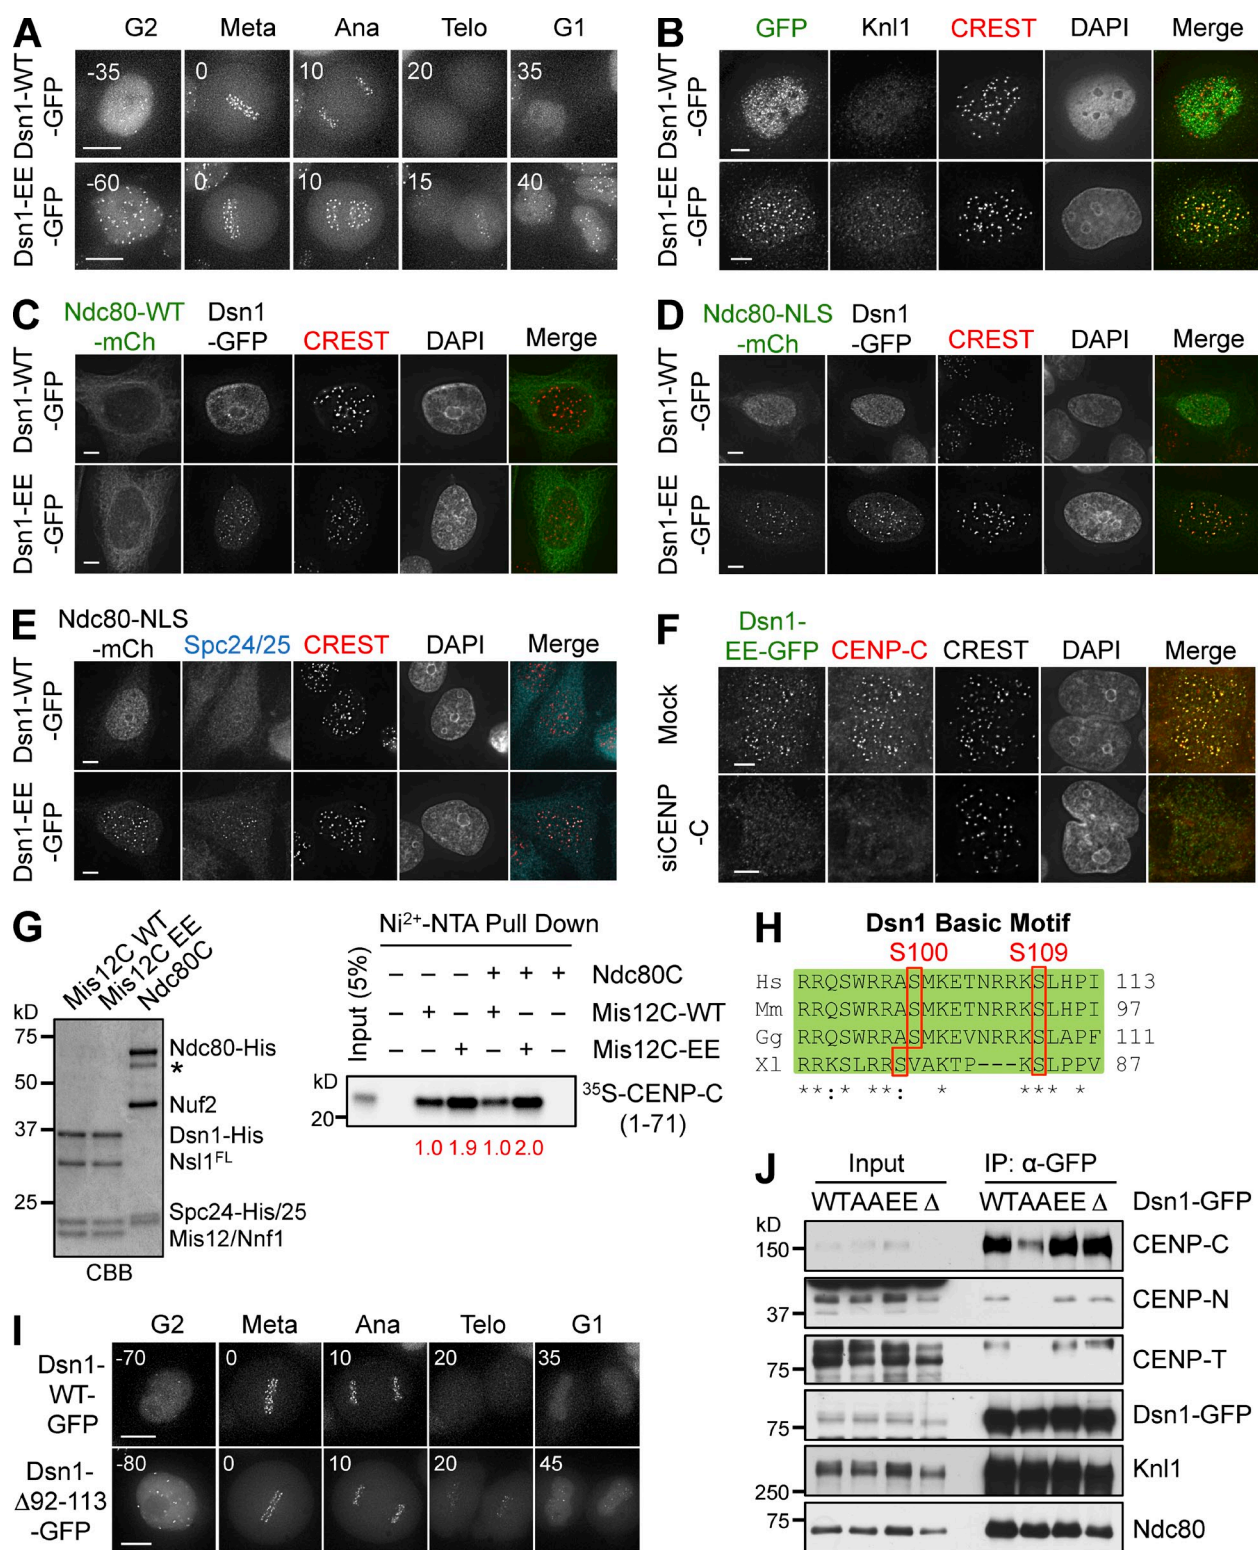 A
G2 Meta Ana Telo G1
Dsn1-WT
-GFP
-35 0 10 20 35
Dsn1-EE
-GFP
-60 0 10 15 40
B
GFP Knl1 CREST DAPI Merge
Dsn1-WT
-GFP
Dsn1-EE
-GFP
C
Ndc80-WT
-mCh
Dsn1
-GFP
CREST DAPI Merge
Dsn1-WT
-GFP
Dsn1-EE
-GFP
D
Ndc80-NLS
-mCh
Dsn1
-GFP
CREST DAPI Merge
Dsn1-WT
-GFP
Dsn1-EE
-GFP
E
Ndc80-NLS
-mCh
Spc24/25 CREST DAPI Merge
Dsn1-WT
-GFP
Dsn1-EE
-GFP
F
Dsn1-
EE-GFP
CENP-C CREST DAPI Merge
Mock
siCENP
-C
G
Mis12C WT
Mis12C EE
Ndc80C
kD
75
50
37
25
Ndc80-His
*
Nuf2
Dsn1-His
Nsl1FL
Spc24-His/25
Mis12/Nnf1
CBB
Ni2+-NTA Pull Down
Input (5%)
– – – + + + Ndc80C
– + – + – – Mis12C-WT
– – + – + – Mis12C-EE
kD
20
35S-CENP-C
(1-71)
1.0 1.9 1.0 2.0
H
Dsn1 Basic Motif
S100 S109
Hs RRQSWRRASMKETNRRKSLHPI 113
Mm RRQSWRRASMKETNRRKSLHPI 97
Gg RRQSWRRASMKEVNRRKSLAPF 111
Xl RRKSLRRSVAKTP---KSLPPV 87
**:* **: * *** *
I
G2 Meta Ana Telo G1
Dsn1-
WT-
GFP
-70 0 10 20 35
Dsn1-
Δ92-113
-GFP
-80 0 10 20 45
J
Input IP: α-GFP
WT AA EE Δ WT AA EE Δ Dsn1-GFP
kD
150 CENP-C
37 CENP-N
75 CENP-T
75 Dsn1-GFP
250 Knl1
75 Ndc80